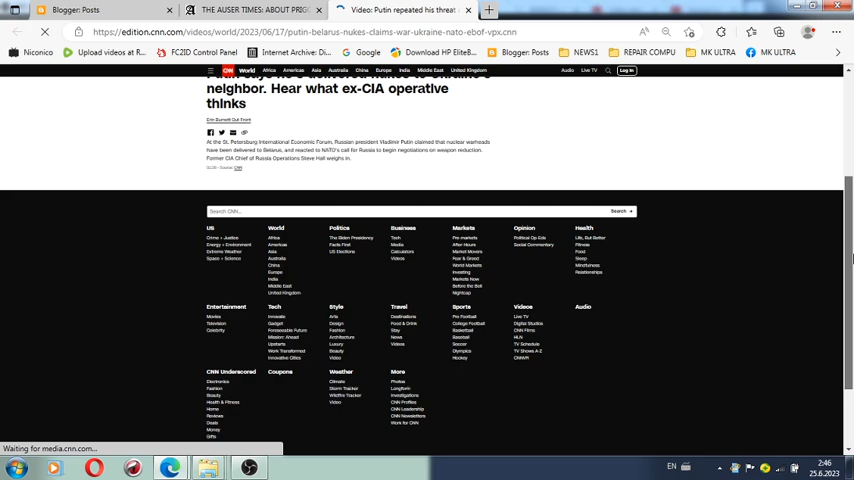 Blogger: Posts
THE AUSER TIMES: ABOUT PRIG
Video: Putin repeated his threat
https://edition.cnn.com/videos/world/2023/06/17/putin-belarus-nukes-claims-war-ukraine-nato-ebof-vpx.cnn
Niconico
Upload videos at R...
FC2ID Control Panel
Internet Archive: Di...
Google
Download HP EliteB...
Blogger: Posts
NEWS1
REPAIR COMPU
MK ULTRA
MK ULTRA
CNN World Africa Americas Asia Australia China Europe India Middle East United Kingdom Audio Live TV Log In
neighbor. Hear what ex-CIA operative
thinks
Erin Burnett Out Front
At the St. Petersburg International Economic Forum, Russian president Vladimir Putin claimed that nuclear warheads
have been delivered to Belarus, and reacted to NATO's call for Russia to begin negotiations on weapon reduction.
Former CIA Chief of Russia Operations Steve Hall weighs in.
Source: CNN
Search CNN...
Search
US
Crime + Justice
Energy + Environment
Extreme Weather
Space + Science
World
Africa
Americas
Asia
Australia
China
Europe
India
Middle East
United Kingdom
Politics
The Biden Presidency
Facts First
US Elections
Business
Tech
Media
Calculators
Videos
Markets
Pre-markets
After-Hours
Market Movers
Fear & Greed
World Markets
Investing
Markets Now
Before the Bell
Nightcap
Opinion
Political Op-Eds
Social Commentary
Health
Life, But Better
Fitness
Food
Sleep
Mindfulness
Relationships
Entertainment
Movies
Television
Celebrity
Tech
Innovate
Gadget
Foreseeable Future
Mission: Ahead
Upstarts
Work Transformed
Innovative Cities
Style
Arts
Design
Fashion
Architecture
Luxury
Beauty
Video
Travel
Destinations
Food & Drink
Stay
News
Videos
Sports
Pro Football
College Football
Basketball
Baseball
Soccer
Olympics
Hockey
Videos
Live TV
Digital Studios
CNN Films
HLN
TV Schedule
TV Shows A-Z
CNNVR
Audio
CNN Underscored
Electronics
Fashion
Beauty
Health & Fitness
Home
Reviews
Deals
Money
Gifts
Coupons
Weather
Climate
Storm Tracker
Wildfire Tracker
Video
More
Photos
Longform
Investigations
CNN Profiles
CNN Leadership
CNN Newsletters
Work for CNN
Waiting for media.cnn.com...
EN
2:46
25.6.2023